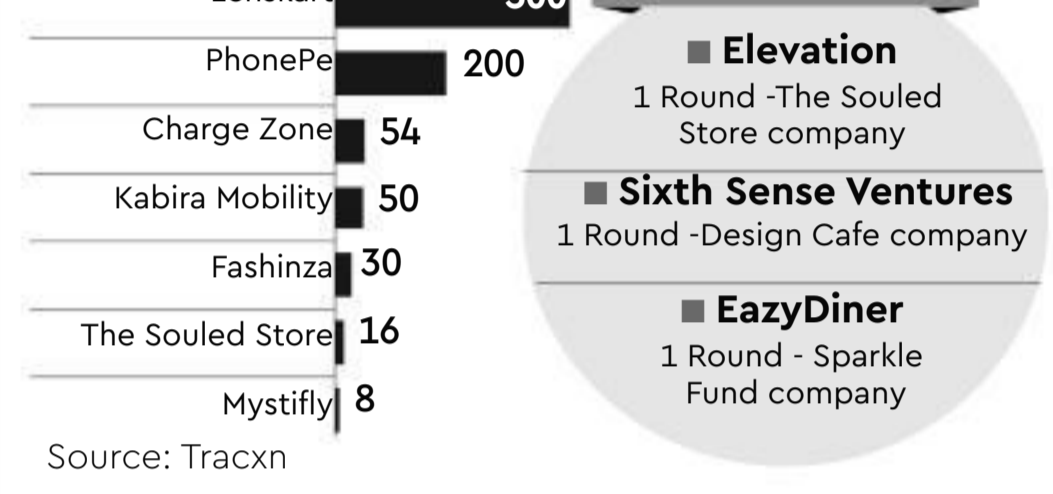 PhonePe 200
Charge Zone 54
Kabira Mobility 50
Fashinza 30
The Souled Store 16
Mystifly 8
Source: Tracxn
■ Elevation
1 Round -The Souled
Store company
■ Sixth Sense Ventures
1 Round -Design Cafe company
■ EazyDiner
1 Round - Sparkle
Fund company